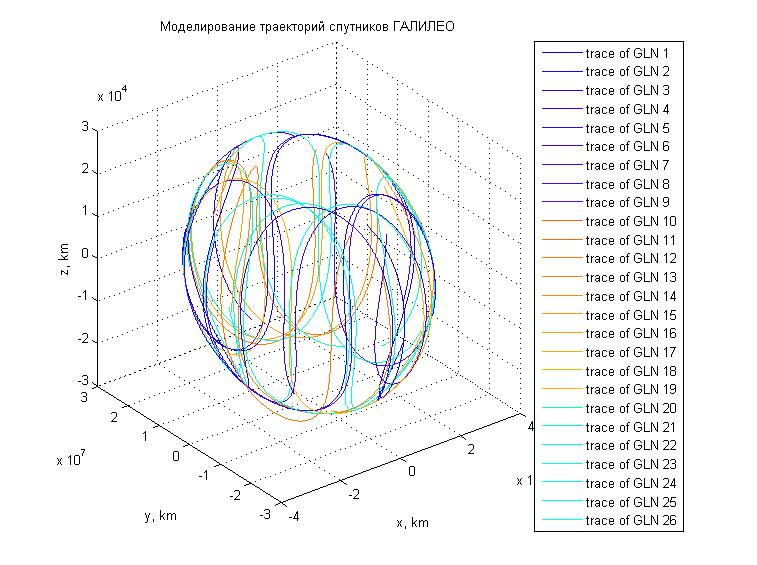 Моделирование траекторий спутников ГАЛИЛЕО
x 10^4
3
2
1
0
-1
-2
-3
z, km
3
2
1
0
-1
-2
-3
x 10^7
y, km
-4
-2
0
2
4
x 1
x, km
trace of GLN 1
trace of GLN 2
trace of GLN 3
trace of GLN 4
trace of GLN 5
trace of GLN 6
trace of GLN 7
trace of GLN 8
trace of GLN 9
trace of GLN 10
trace of GLN 11
trace of GLN 12
trace of GLN 13
trace of GLN 14
trace of GLN 15
trace of GLN 16
trace of GLN 17
trace of GLN 18
trace of GLN 19
trace of GLN 20
trace of GLN 21
trace of GLN 22
trace of GLN 23
trace of GLN 24
trace of GLN 25
trace of GLN 26